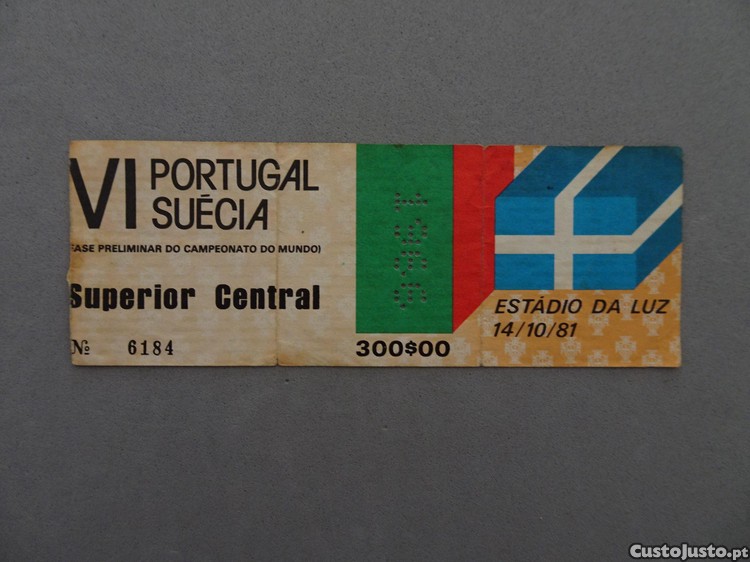 VI PORTUGAL
SUÉCIA
FASE PRELIMINAR DO CAMPEONATO DO MUNDO)
Superior Central
Nº 6184
300$00
ESTÁDIO DA LUZ
14/10/81
CustoJusto.pt